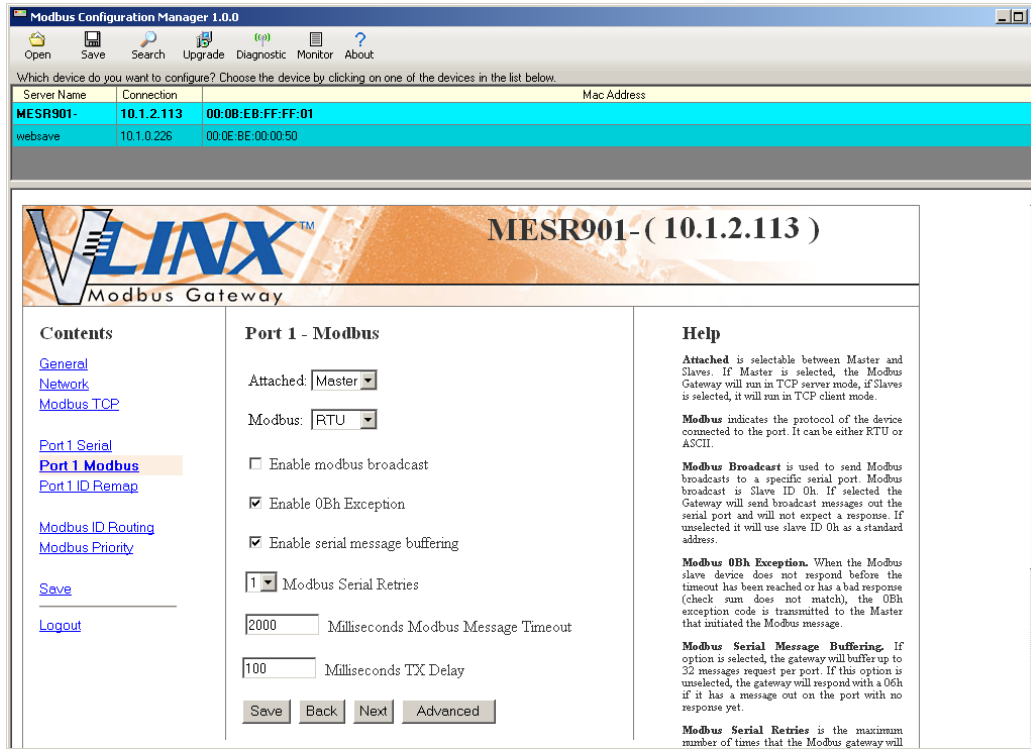 Modbus Configuration Manager 1.0.0
Open Save Search Upgrade Diagnostic Monitor About
Which device do you want to configure? Choose the device by clicking on one of the devices in the list below.
Server Name Connection Mac Address
MESR901- 10.1.2.113 00:0B:EB:FF:FF:01
websave 10.1.0.226 00:0E:BE:00:00:50
VLINX™
Modbus Gateway
MESR901- ( 10.1.2.113 )
Contents
General
Network
Modbus TCP
Port 1 Serial
Port 1 Modbus
Port 1 ID Remap
Modbus ID Routing
Modbus Priority
Save
Logout
Port 1 - Modbus
Attached: Master
Modbus: RTU
Enable modbus broadcast
Enable 0Bh Exception
Enable serial message buffering
1 Modbus Serial Retries
2000 Milliseconds Modbus Message Timeout
100 Milliseconds TX Delay
Save Back Next Advanced
Help
Attached is selectable between Master and
Slaves. If Master is selected, the Modbus
Gateway will run in TCP server mode, if Slaves
is selected, it will run in TCP client mode.
Modbus indicates the protocol of the device
connected to the port. It can be either RTU or
ASCII.
Modbus Broadcast is used to send Modbus
broadcasts to a specific serial port. Modbus
broadcast is Slave ID 0h. If selected the
Gateway will send broadcast messages out the
serial port and will not expect a response. If
unselected it will use slave ID 0h as a standard
address.
Modbus 0Bh Exception. When the Modbus
slave device does not respond before the
timeout has been reached or has a bad response
(check sum does not match), the 0Bh
exception code is transmitted to the Master
that initiated the Modbus message.
Modbus Serial Message Buffering. If
option is selected, the gateway will buffer up to
32 messages request per port. If this option is
unselected, the gateway will respond with a 06h
if it has a message out on the port with no
response yet.
Modbus Serial Retries is the maximum
number of times that the Modbus gateway will